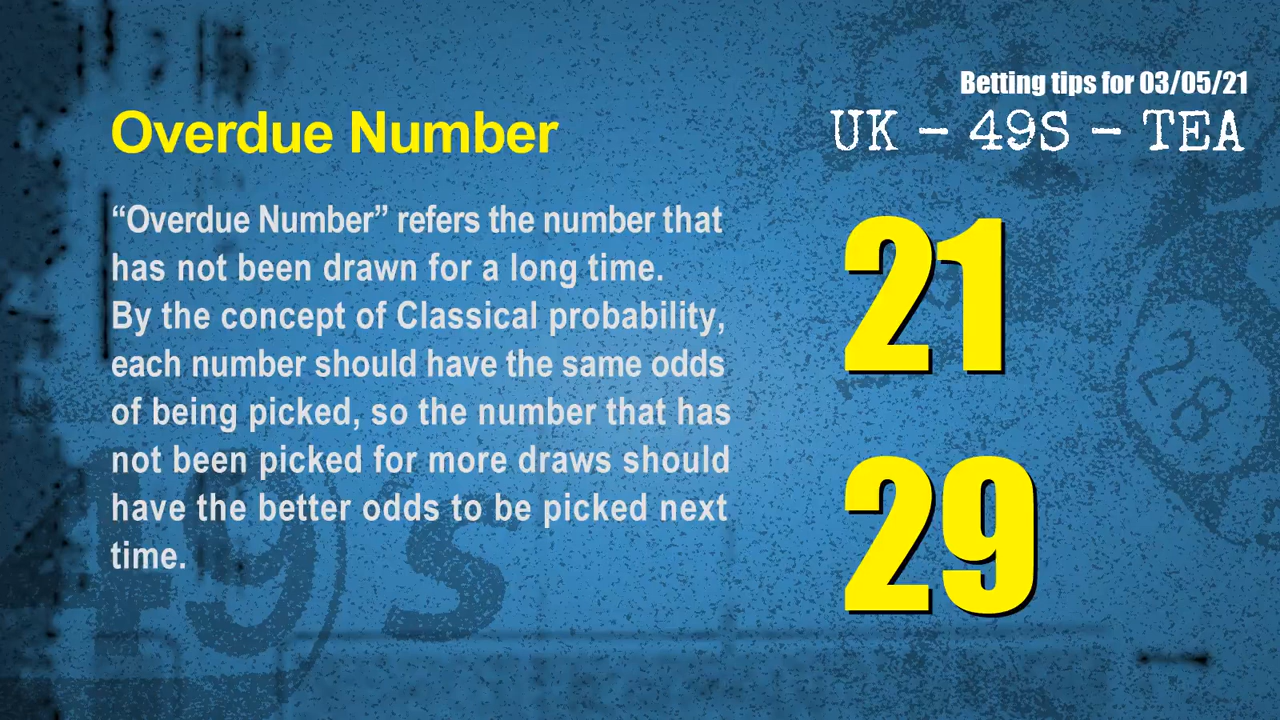 Betting tips for 03/05/21
UK - 49S - TEA
Overdue Number
“Overdue Number” refers the number that
has not been drawn for a long time.
By the concept of Classical probability,
each number should have the same odds
of being picked, so the number that has
not been picked for more draws should
have the better odds to be picked next
time.
21
29
28
49's